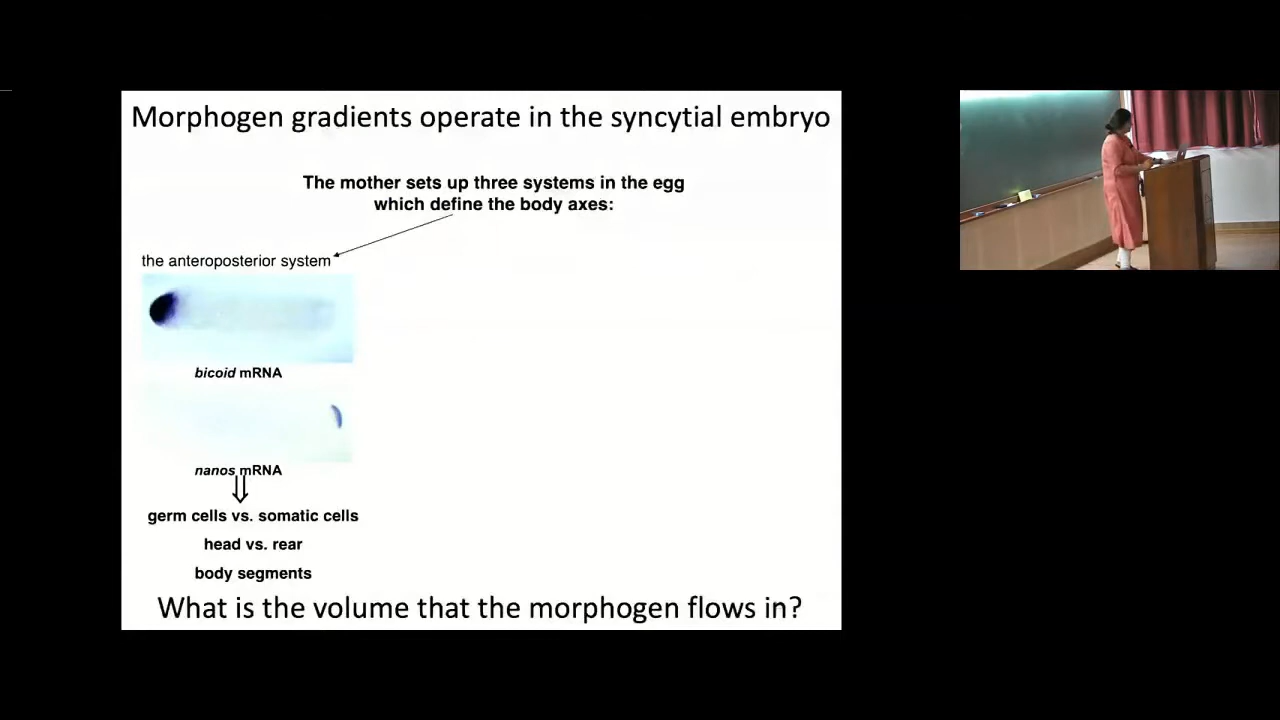 Morphogen gradients operate in the syncytial embryo
The mother sets up three systems in the egg
which define the body axes:
the anteroposterior system
bicoid mRNA
nanos mRNA
germ cells vs. somatic cells
head vs. rear
body segments
What is the volume that the morphogen flows in?